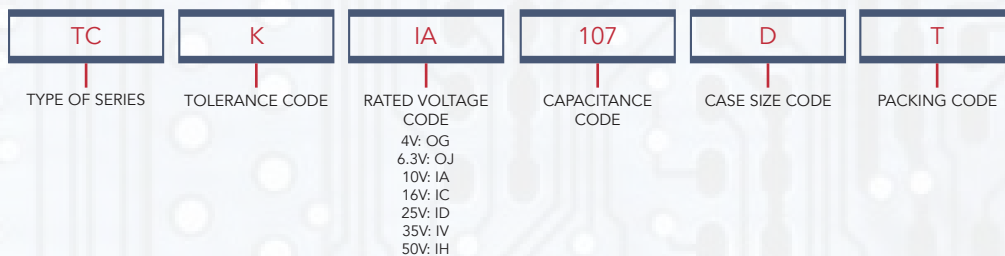 TC K IA 107 D T
TYPE OF SERIES TOLERANCE CODE RATED VOLTAGE CODE CAPACITANCE CODE CASE SIZE CODE PACKING CODE
4V: OG
6.3V: OJ
10V: IA
16V: IC
25V: ID
35V: IV
50V: IH